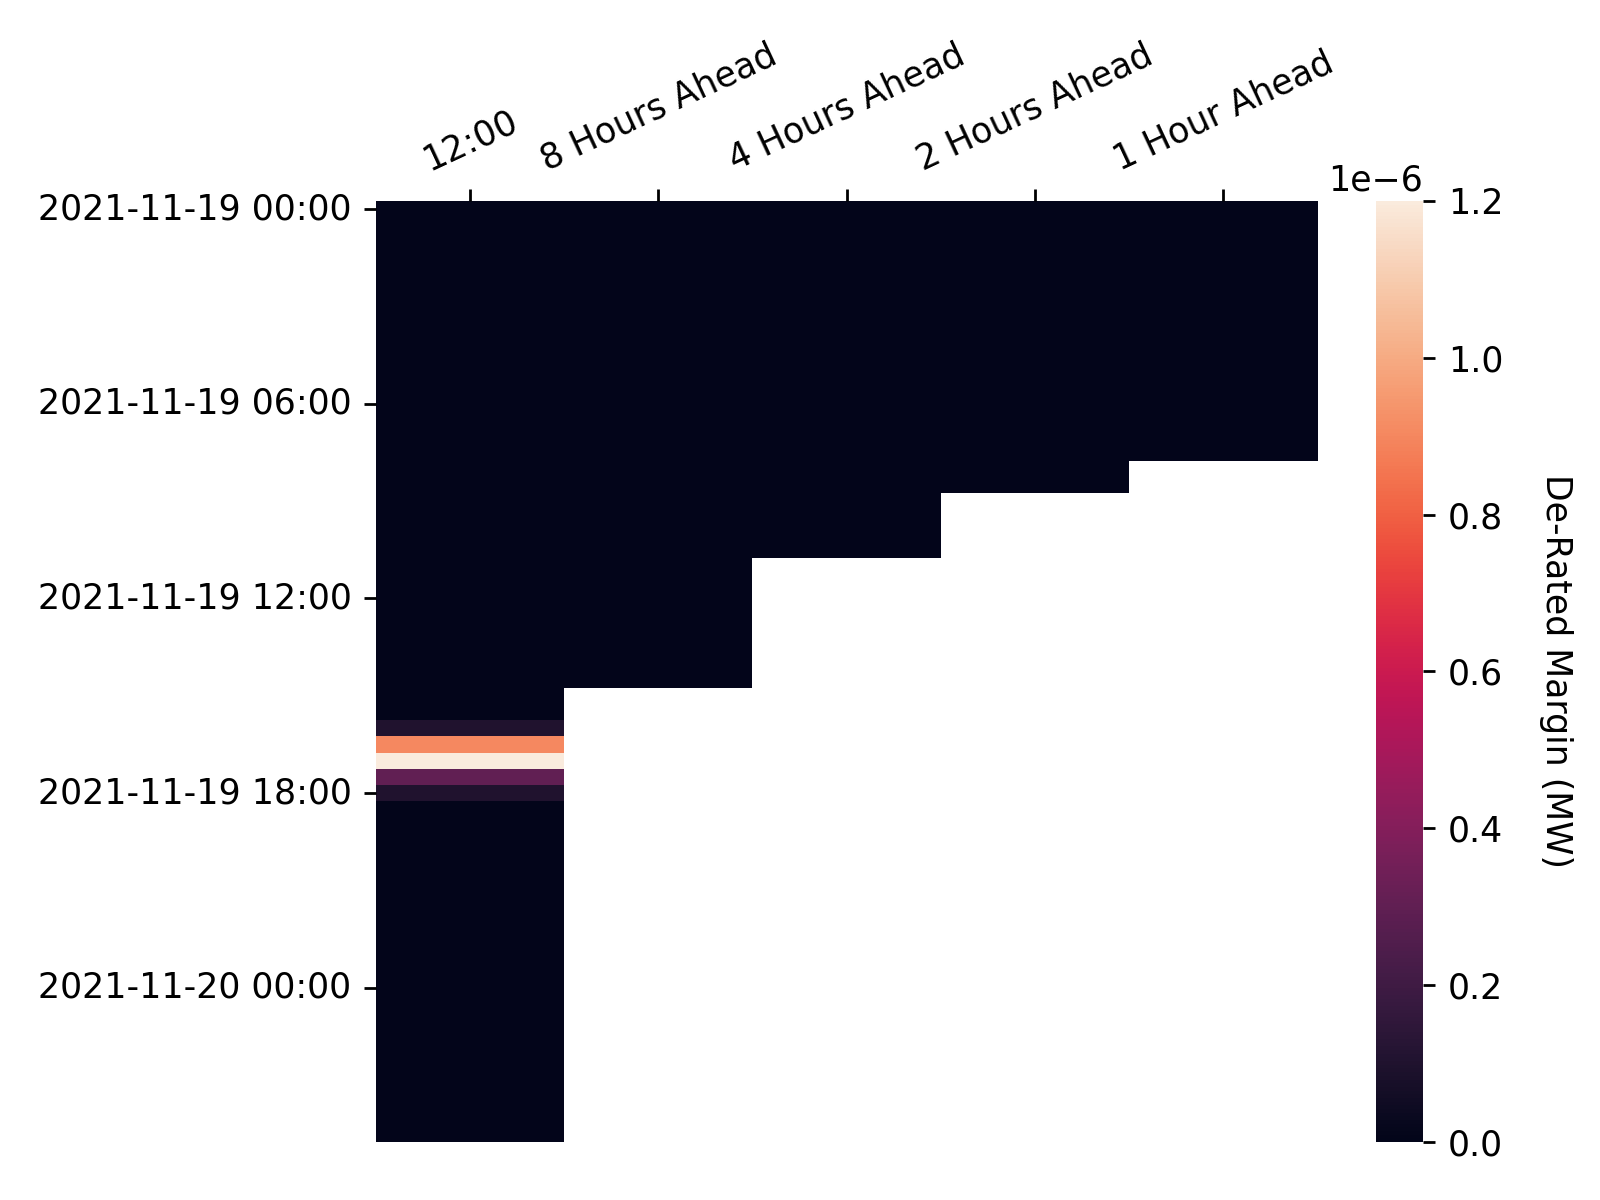 12:00
8 Hours Ahead
4 Hours Ahead
2 Hours Ahead
1 Hour Ahead
2021-11-19 00:00
2021-11-19 06:00
2021-11-19 12:00
2021-11-19 18:00
2021-11-20 00:00
1e−6
1.2
1.0
0.8
0.6
0.4
0.2
0.0
De-Rated Margin (MW)